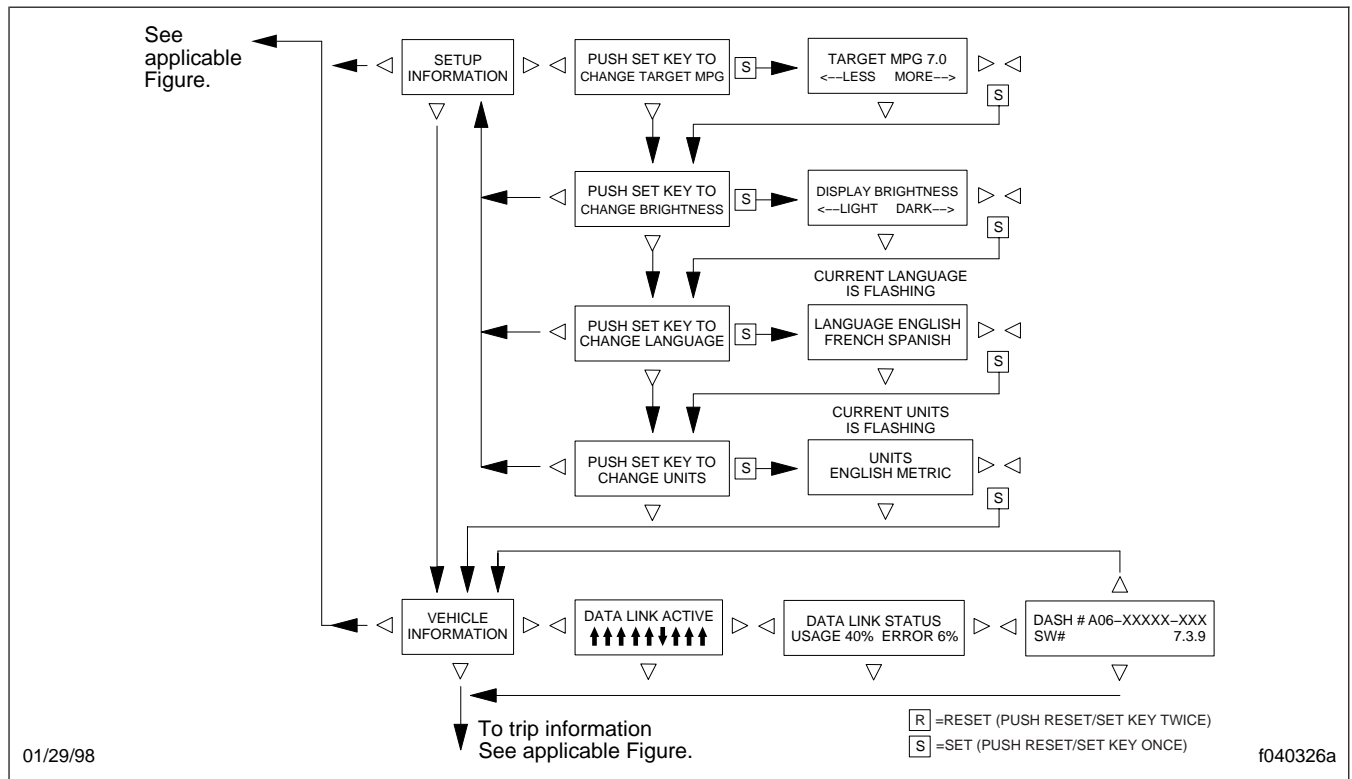 See
applicable
Figure.
SETUP
INFORMATION
PUSH SET KEY TO
CHANGE TARGET MPG
S
TARGET MPG 7.0
<--LESS MORE-->
S
PUSH SET KEY TO
CHANGE BRIGHTNESS
S
DISPLAY BRIGHTNESS
<--LIGHT DARK-->
S
CURRENT LANGUAGE
IS FLASHING
PUSH SET KEY TO
CHANGE LANGUAGE
S
LANGUAGE ENGLISH
FRENCH SPANISH
S
CURRENT UNITS
IS FLASHING
PUSH SET KEY TO
CHANGE UNITS
S
UNITS
ENGLISH METRIC
S
VEHICLE
INFORMATION
DATA LINK ACTIVE
DATA LINK STATUS
USAGE 40% ERROR 6%
DASH # A06-XXXXX-XXX
SW# 7.3.9
To trip information
See applicable Figure.
R =RESET (PUSH RESET/SET KEY TWICE)
S =SET (PUSH RESET/SET KEY ONCE)
01/29/98
f040326a